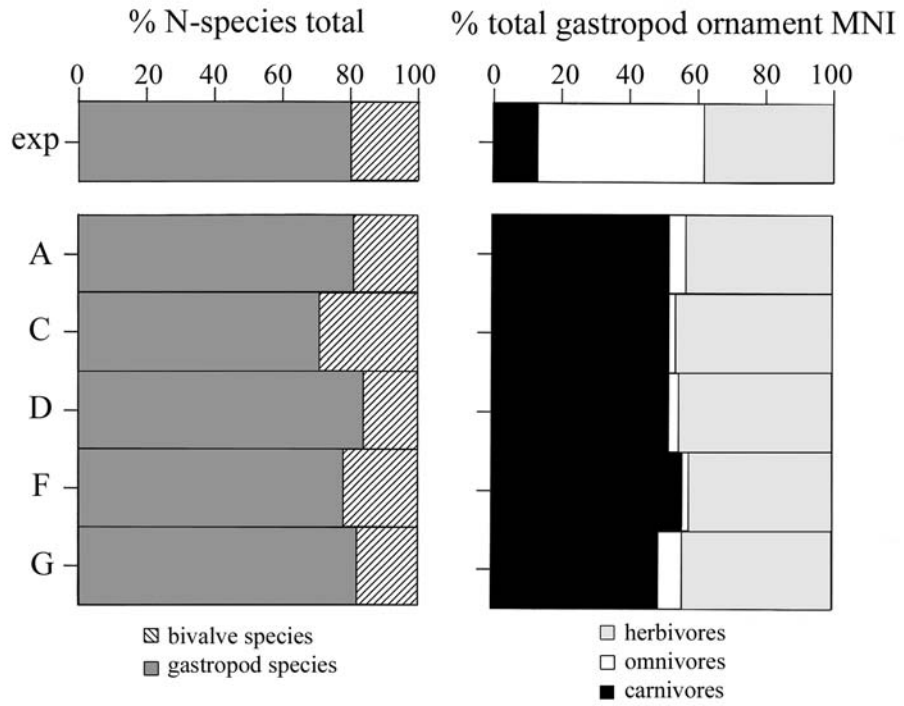 % N-species total
% total gastropod ornament MNI
0 20 40 60 80 100
0 20 40 60 80 100
exp
A
C
D
F
G
bivalve species
gastropod species
herbivores
omnivores
carnivores